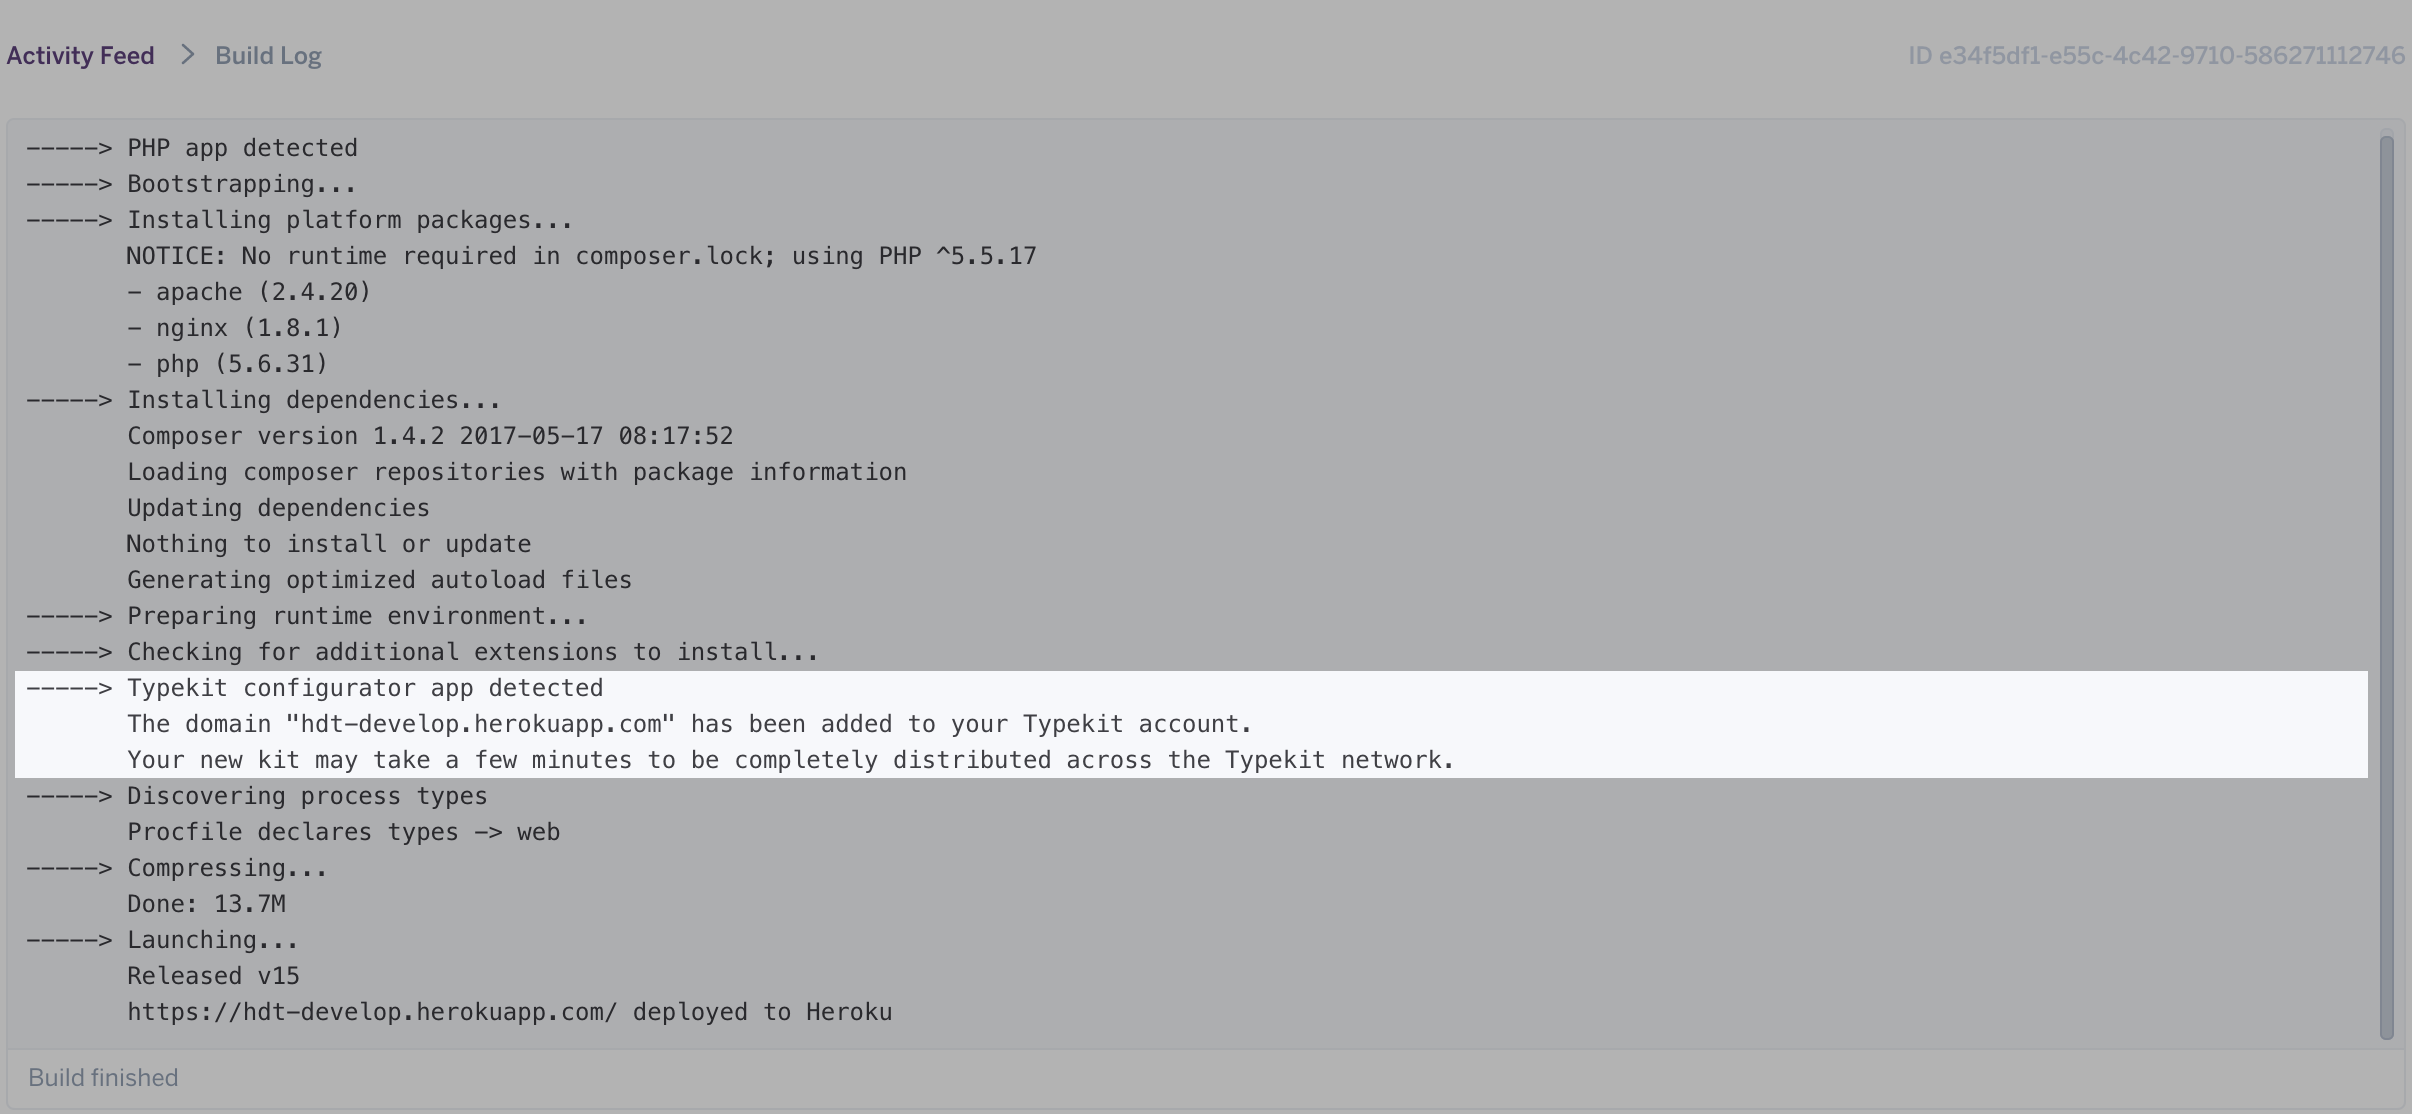 Activity Feed > Build Log
ID e34f5df1-e55c-4c42-9710-586271112746
-----> PHP app detected
-----> Bootstrapping...
-----> Installing platform packages...
NOTICE: No runtime required in composer.lock; using PHP ^5.5.17
- apache (2.4.20)
- nginx (1.8.1)
- php (5.6.31)
-----> Installing dependencies...
Composer version 1.4.2 2017-05-17 08:17:52
Loading composer repositories with package information
Updating dependencies
Nothing to install or update
Generating optimized autoload files
-----> Preparing runtime environment...
-----> Checking for additional extensions to install...
-----> Typekit configurator app detected
The domain "hdt-develop.herokuapp.com" has been added to your Typekit account.
Your new kit may take a few minutes to be completely distributed across the Typekit network.
-----> Discovering process types
Procfile declares types -> web
-----> Compressing...
Done: 13.7M
-----> Launching...
Released v15
https://hdt-develop.herokuapp.com/ deployed to Heroku
Build finished